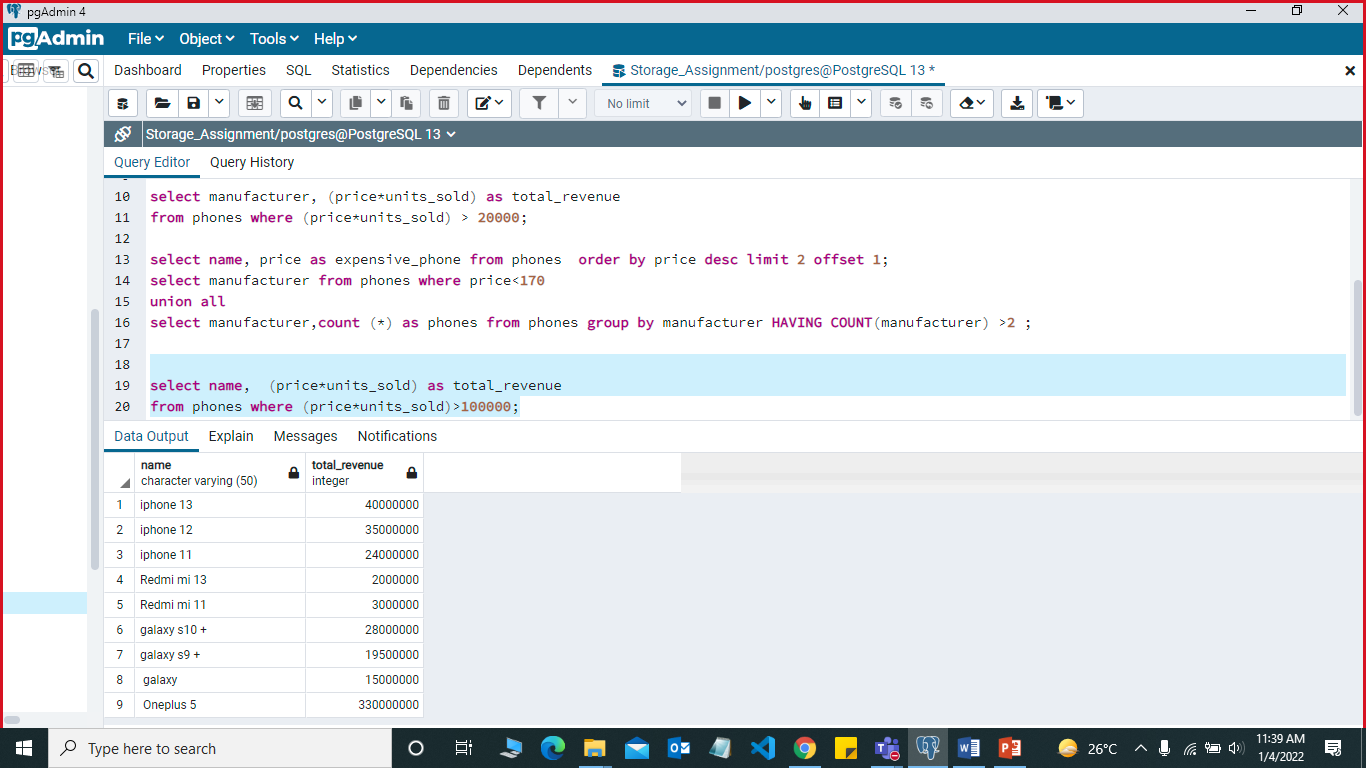 pgAdmin 4
pgAdmin File Object Tools Help
Dashboard Properties SQL Statistics Dependencies Dependents Storage_Assignment/postgres@PostgreSQL 13 *
No limit
Storage_Assignment/postgres@PostgreSQL 13
Query Editor Query History
10 select manufacturer, (price*units_sold) as total_revenue
11 from phones where (price*units_sold) > 20000;
12
13 select name, price as expensive_phone from phones  order by price desc limit 2 offset 1;
14 select manufacturer from phones where price<170
15 union all
16 select manufacturer,count (*) as phones from phones group by manufacturer HAVING COUNT(manufacturer) >2 ;
17
18
19 select name,  (price*units_sold) as total_revenue
20 from phones where (price*units_sold)>100000;
Data Output Explain Messages Notifications
name total_revenue
character varying (50) integer
1 iphone 13 40000000
2 iphone 12 35000000
3 iphone 11 24000000
4 Redmi mi 13 2000000
5 Redmi mi 11 3000000
6 galaxy s10 + 28000000
7 galaxy s9 + 19500000
8 galaxy 15000000
9 Oneplus 5 330000000
Type here to search 26°C 11:39 AM
1/4/2022